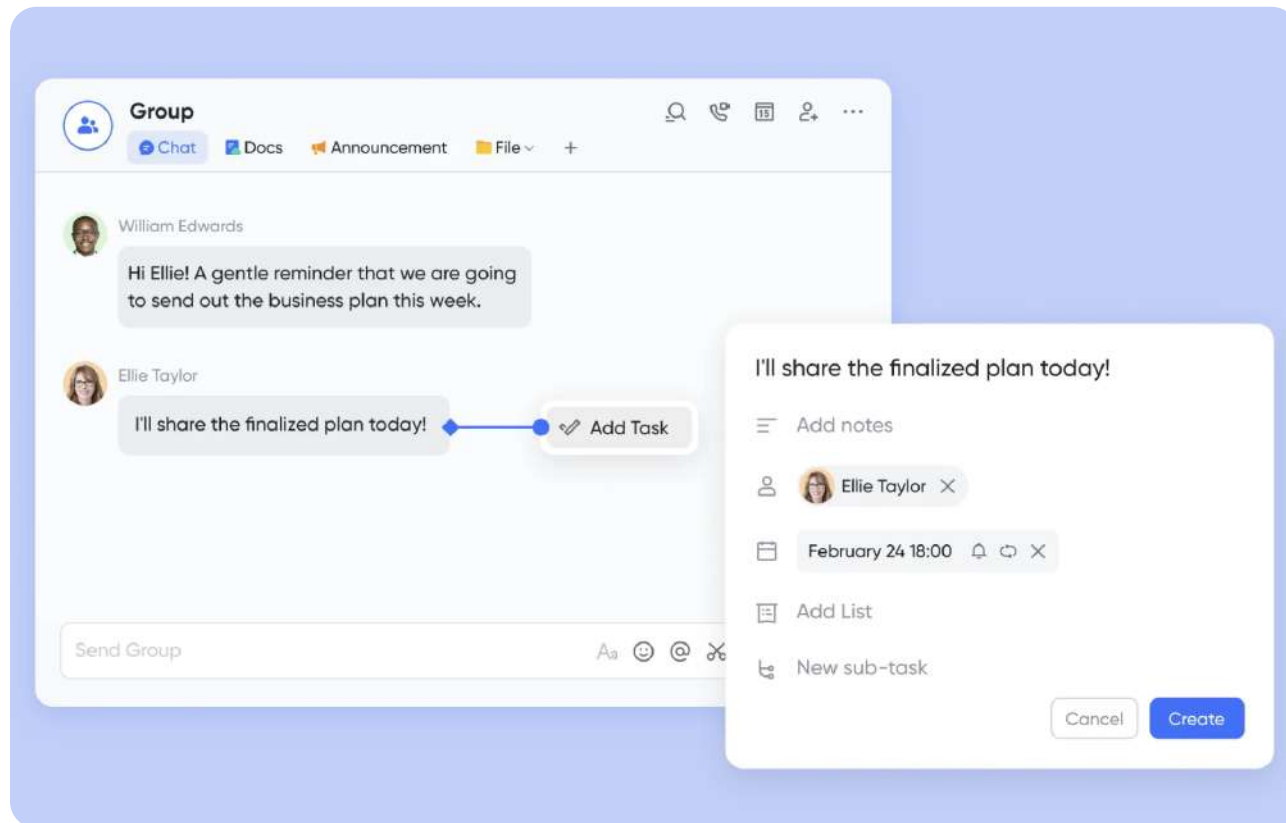 Group
Chat Docs Announcement File +
15
William Edwards
Hi Ellie! A gentle reminder that we are going
to send out the business plan this week.
Ellie Taylor
I'll share the finalized plan today!
Add Task
Send Group
Aa @
I'll share the finalized plan today!
Add notes
Ellie Taylor
February 24 18:00
Add List
New sub-task
Cancel Create